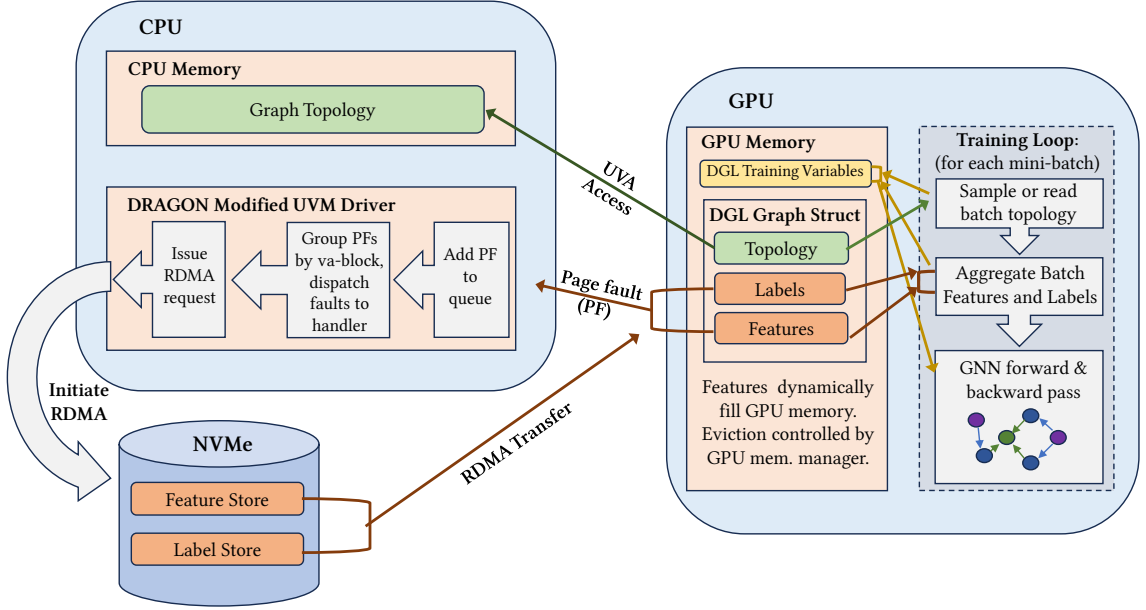 CPU
CPU Memory
Graph Topology
DRAGON Modified UVM Driver
Issue
RDMA
request
Group PFs
by va-block,
dispatch
faults to
handler
Add PF
to
queue
Initiate
RDMA
NVMe
Feature Store
Label Store
UVA
Access
Page fault
(PF)
RDMA Transfer
GPU
GPU Memory
DGL Training Variables
DGL Graph Struct
Topology
Labels
Features
Features dynamically
fill GPU memory.
Eviction controlled by
GPU mem. manager.
Training Loop:
(for each mini-batch)
Sample or read
batch topology
Aggregate Batch
Features and Labels
GNN forward &
backward pass